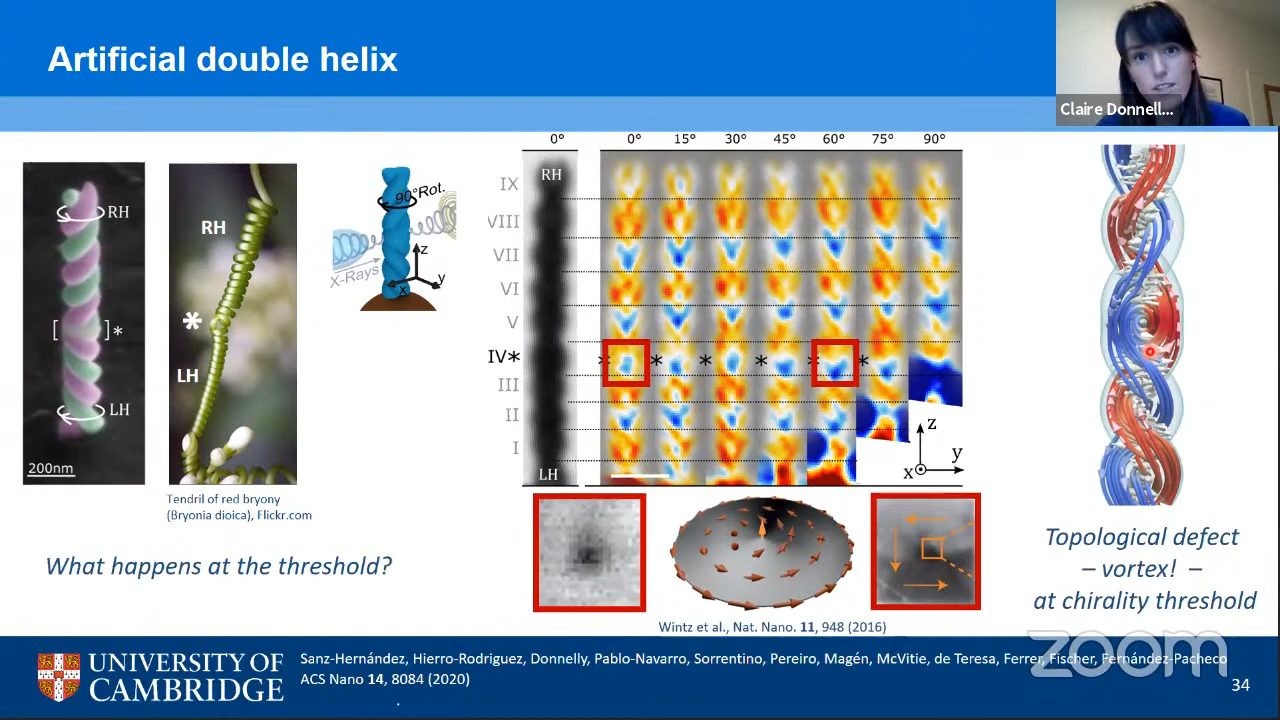 Artificial double helix
Claire Donnell...
RH
[ ]*
LH
200nm
RH
*
LH
Tendril of red bryony
(Bryonia dioica), Flickr.com
What happens at the threshold?
90°Rot.
X-Rays
z
x
y
0° 0° 15° 30° 45° 60° 75° 90°
RH
IX
VIII
VII
VI
V
IV*
* * * * * *
III
II
I
LH
z
y
x
Wintz et al., Nat. Nano. 11, 948 (2016)
Topological defect
– vortex! –
at chirality threshold
zoom
UNIVERSITY OF
CAMBRIDGE
Sanz-Hernández, Hierro-Rodriguez, Donnelly, Pablo-Navarro, Sorrentino, Pereiro, Magén, McVitie, de Teresa, Ferrer, Fischer, Fernández-Pacheco
ACS Nano 14, 8084 (2020)
34